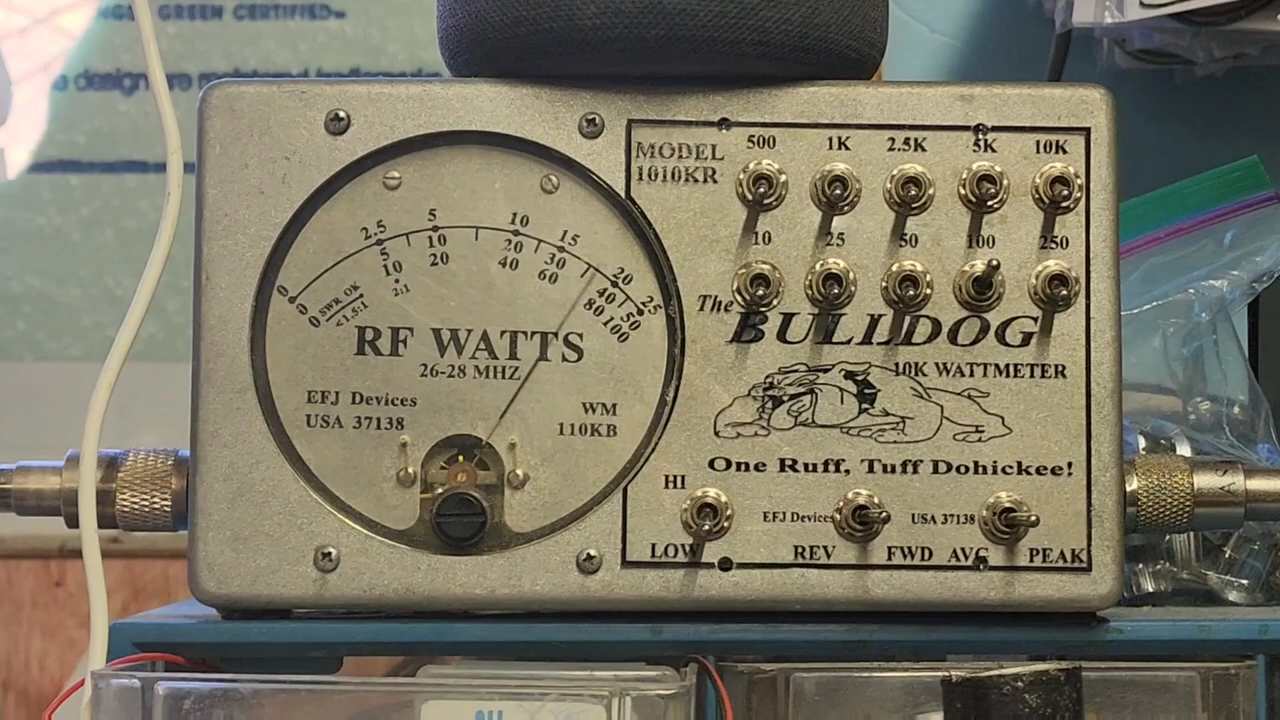 GREEN CERTIFIED
design are
MODEL
1010KR
500 1K 2.5K 5K 10K
10 25 50 100 250
The
BULLDOG
10K WATTMETER
One Ruff, Tuff Dohickee!
HI
LOW
EFJ Devices
USA 37138
REV FWD
AVG PEAK
0 2.5 5 10 15 20 25
0 5 10 20 30 40 50
0 10 20 40 60 80 100
SWR OK
<1.5:1
2:1
RF WATTS
26-28 MHZ
EFJ Devices
USA 37138
WM
110KB